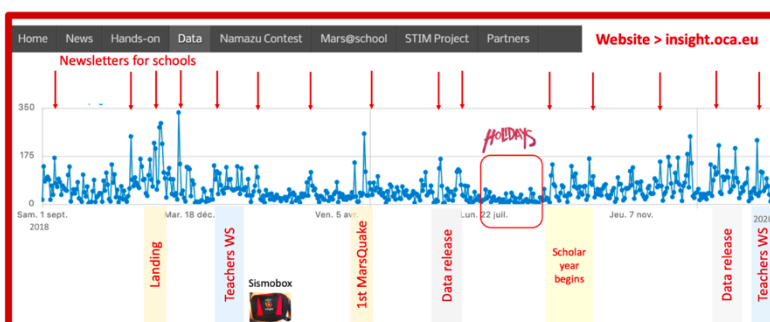 Home News Hands-on Data Namazu Contest Mars@school STIM Project Partners
Website > insight.oca.eu
Newsletters for schools
350
HOLIDAYS
175
0
Sam. 1 sept. Mar. 18 déc. Ven. 5 avr. Lun. 22 juil. Jeu. 7 nov.
2018
Landing
Teachers WS
Sismobox
1st MarsQuake
Data release
Scholar
year
begins
Data release
Teachers WS